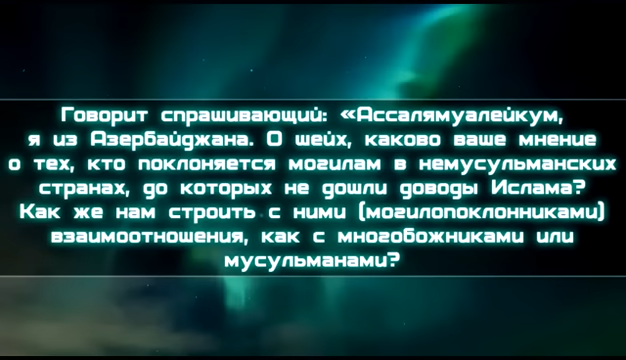 Говорит спрашивающий: «Ассалямуалейкум,
я из Азербайджана. О шейх, каково ваше мнение
о тех, кто поклоняется могилам в немусульманских
странах, до которых не дошли доводы Ислама?
Как же нам строить с ними (могилопоклонниками)
взаимоотношения, как с многобожниками или
мусульманами?